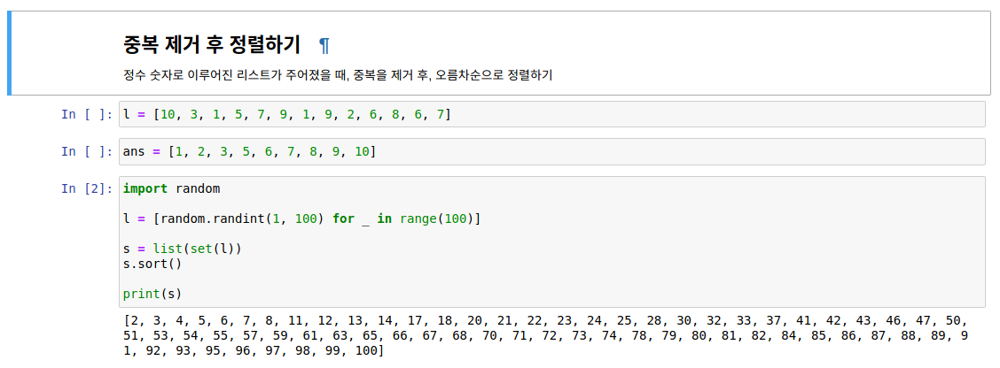 중복 제거 후 정렬하기 ¶
정수 숫자로 이루어진 리스트가 주어졌을 때, 중복을 제거 후, 오름차순으로 정렬하기
In [ ]: l = [10, 3, 1, 5, 7, 9, 1, 9, 2, 6, 8, 6, 7]
In [ ]: ans = [1, 2, 3, 5, 6, 7, 8, 9, 10]
In [2]: import random
l = [random.randint(1, 100) for _ in range(100)]
s = list(set(l))
s.sort()
print(s)
[2, 3, 4, 5, 6, 7, 8, 11, 12, 13, 14, 17, 18, 20, 21, 22, 23, 24, 25, 28, 30, 32, 33, 37, 41, 42, 43, 46, 47, 50,
51, 53, 54, 55, 57, 59, 61, 63, 65, 66, 67, 68, 70, 71, 72, 73, 74, 78, 79, 80, 81, 82, 84, 85, 86, 87, 88, 89, 9
1, 92, 93, 95, 96, 97, 98, 99, 100]